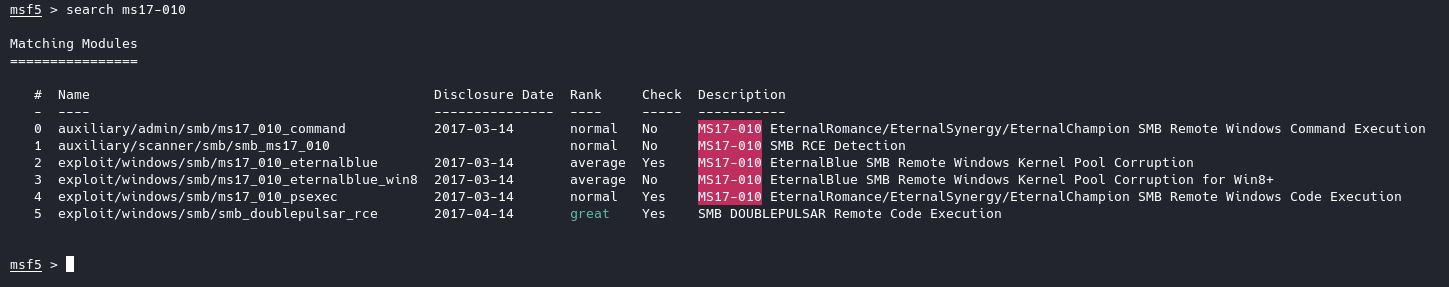 msf5 > search ms17-010
Matching Modules
================
#  Name                                      Disclosure Date  Rank     Check  Description
-  ----                                      ---------------  ----     -----  -----------
0  auxiliary/admin/smb/ms17_010_command      2017-03-14       normal   No     MS17-010 EternalRomance/EternalSynergy/EternalChampion SMB Remote Windows Command Execution
1  auxiliary/scanner/smb/smb_ms17_010                         normal   No     MS17-010 SMB RCE Detection
2  exploit/windows/smb/ms17_010_eternalblue  2017-03-14       average  Yes    MS17-010 EternalBlue SMB Remote Windows Kernel Pool Corruption
3  exploit/windows/smb/ms17_010_eternalblue_win8  2017-03-14  average  No     MS17-010 EternalBlue SMB Remote Windows Kernel Pool Corruption for Win8+
4  exploit/windows/smb/ms17_010_psexec       2017-03-14       normal   Yes    MS17-010 EternalRomance/EternalSynergy/EternalChampion SMB Remote Windows Code Execution
5  exploit/windows/smb/smb_doublepulsar_rce  2017-04-14       great    Yes    SMB DOUBLEPULSAR Remote Code Execution
msf5 >